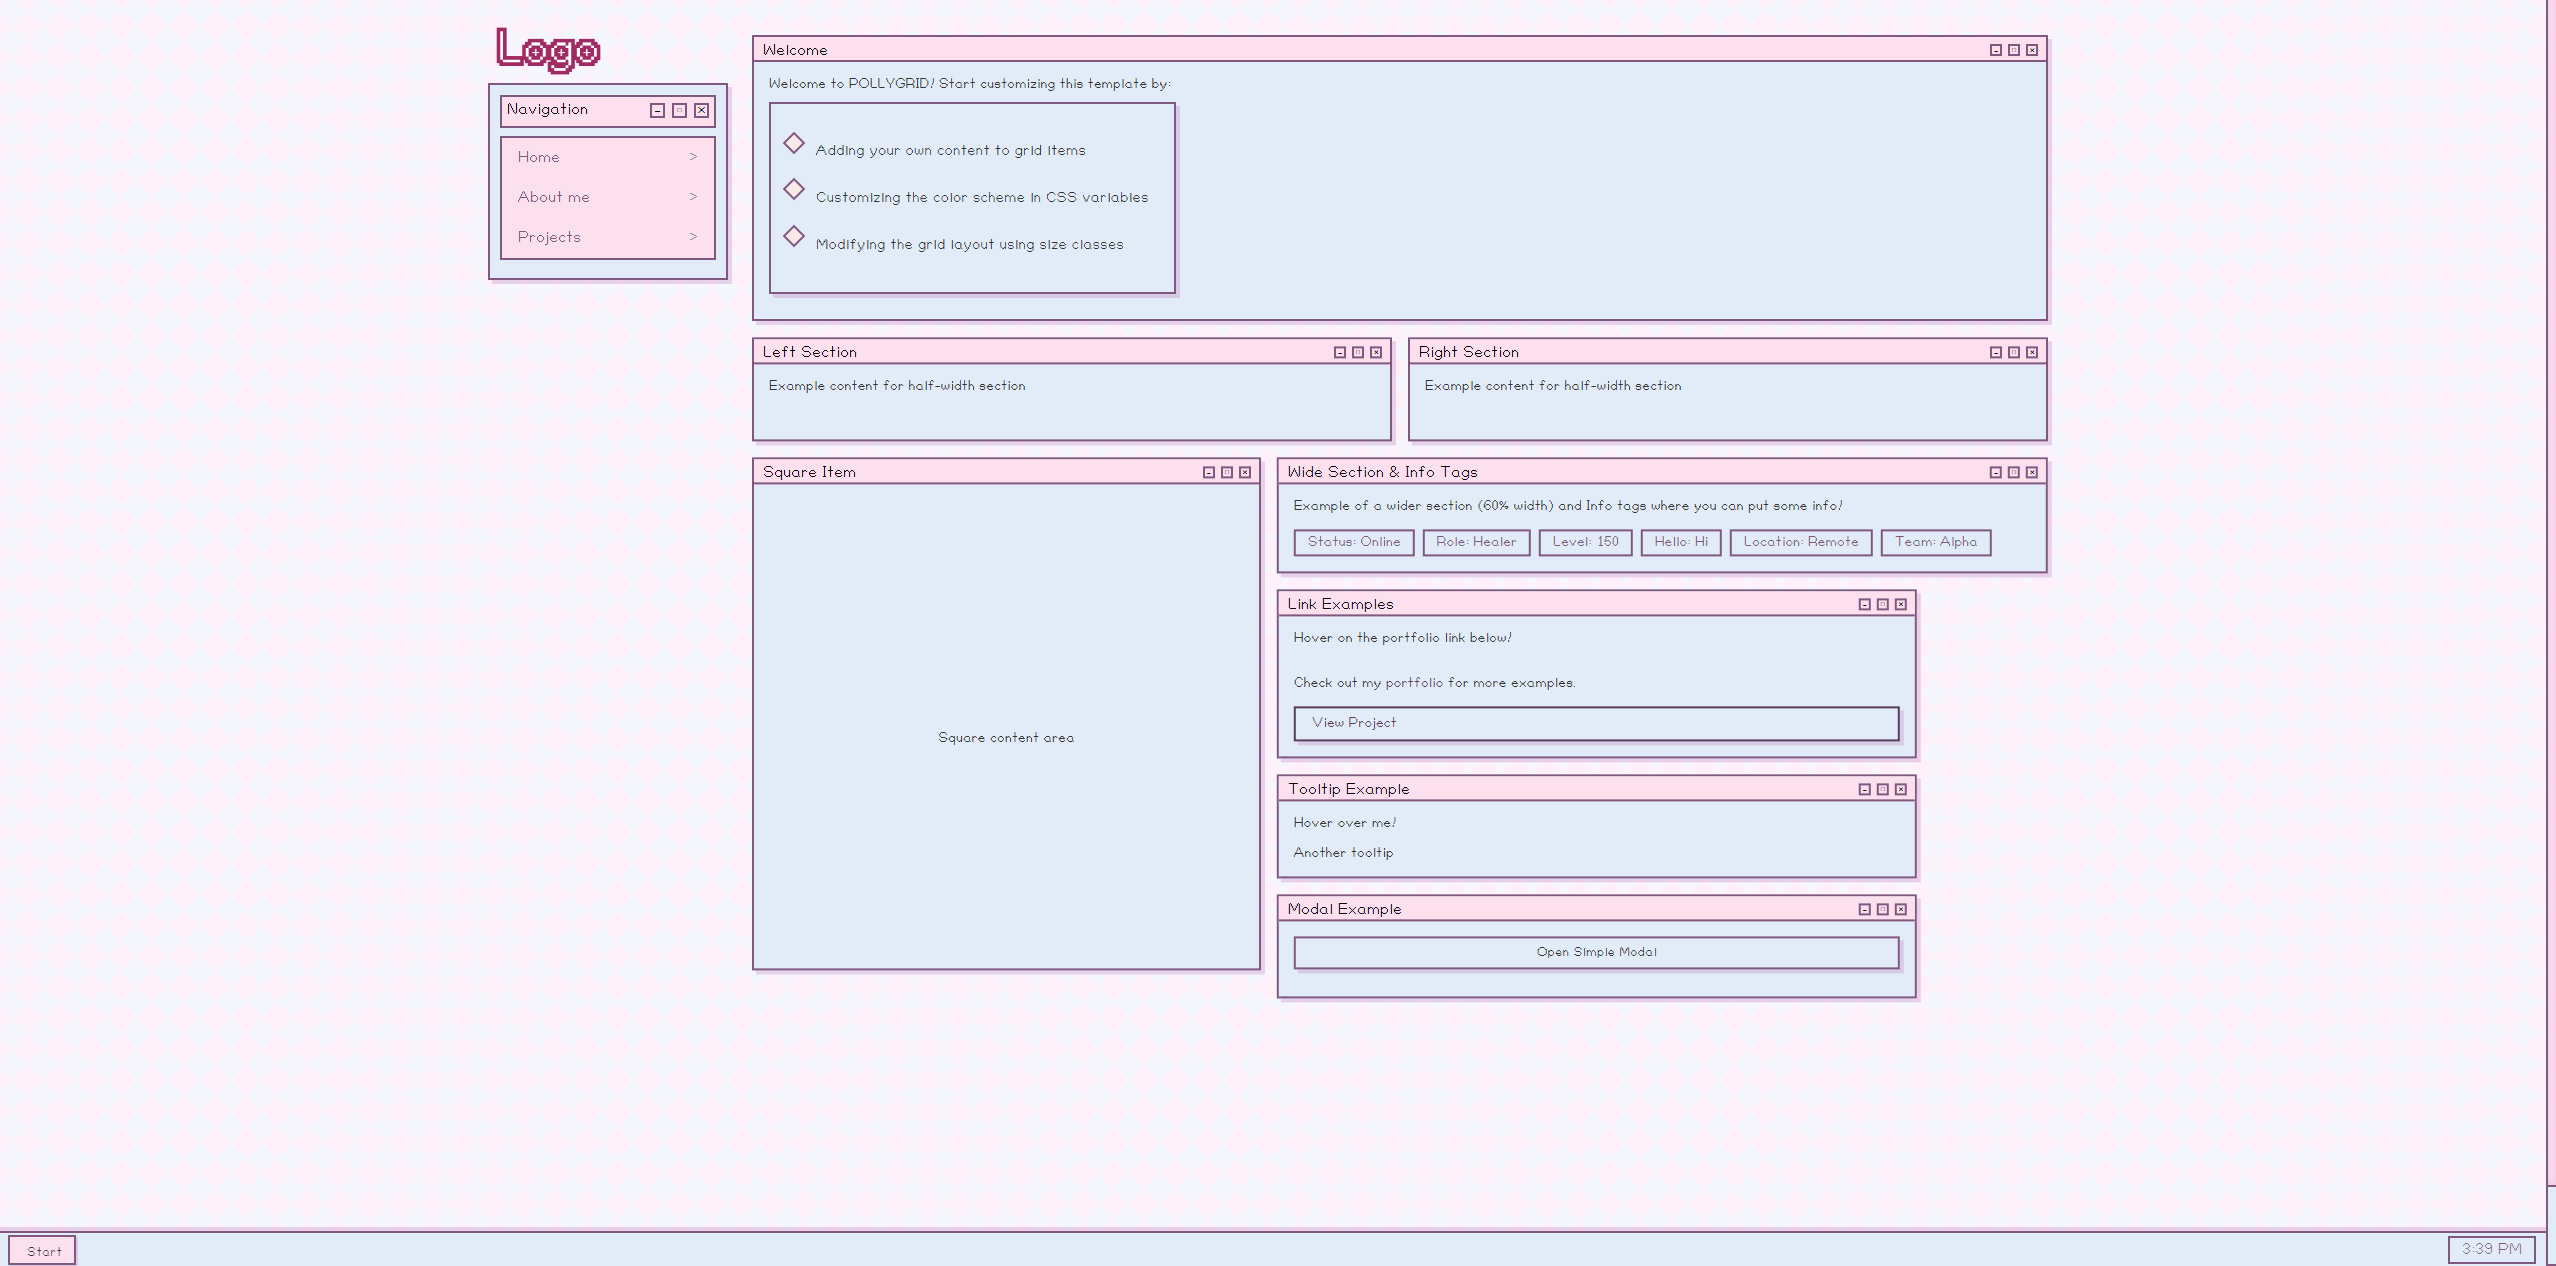 Logo
Navigation
Home >
About me >
Projects >
Welcome
Welcome to POLLYGRID! Start customizing this template by:
Adding your own content to grid items
Customizing the color scheme in CSS variables
Modifying the grid layout using size classes
Left Section
Example content for half-width section
Right Section
Example content for half-width section
Square Item
Square content area
Wide Section & Info Tags
Example of a wider section (60% width) and Info tags where you can put some info!
Status: Online Role: Healer Level: 150 Hello: Hi Location: Remote Team: Alpha
Link Examples
Hover on the portfolio link below!
Check out my portfolio for more examples.
View Project
Tooltip Example
Hover over me!
Another tooltip
Modal Example
Open Simple Modal
Start
3:39 PM